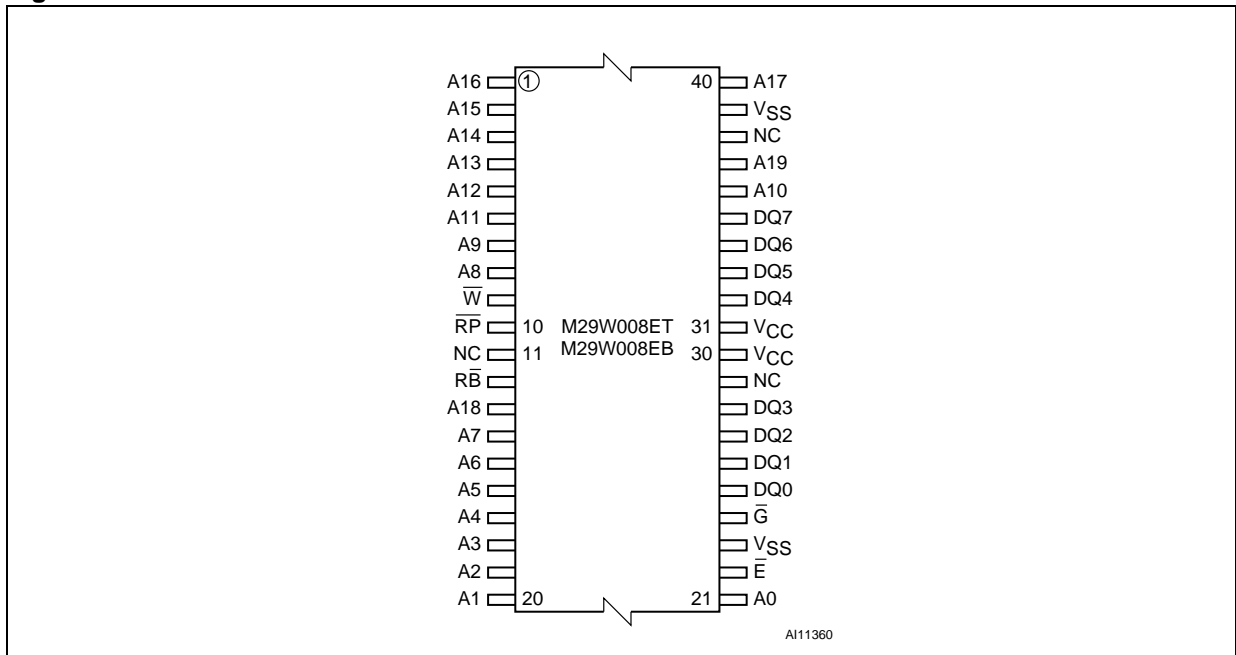 A16 1 40 A17
A15 VSS
A14 NC
A13 A19
A12 A10
A11 DQ7
A9 DQ6
A8 DQ5
W̅ DQ4
R̅P̅ 10 M29W008ET 31 VCC
NC 11 M29W008EB 30 VCC
RB̅ NC
A18 DQ3
A7 DQ2
A6 DQ1
A5 DQ0
A4 G̅
A3 VSS
A2 E̅
A1 20 21 A0
AI11360